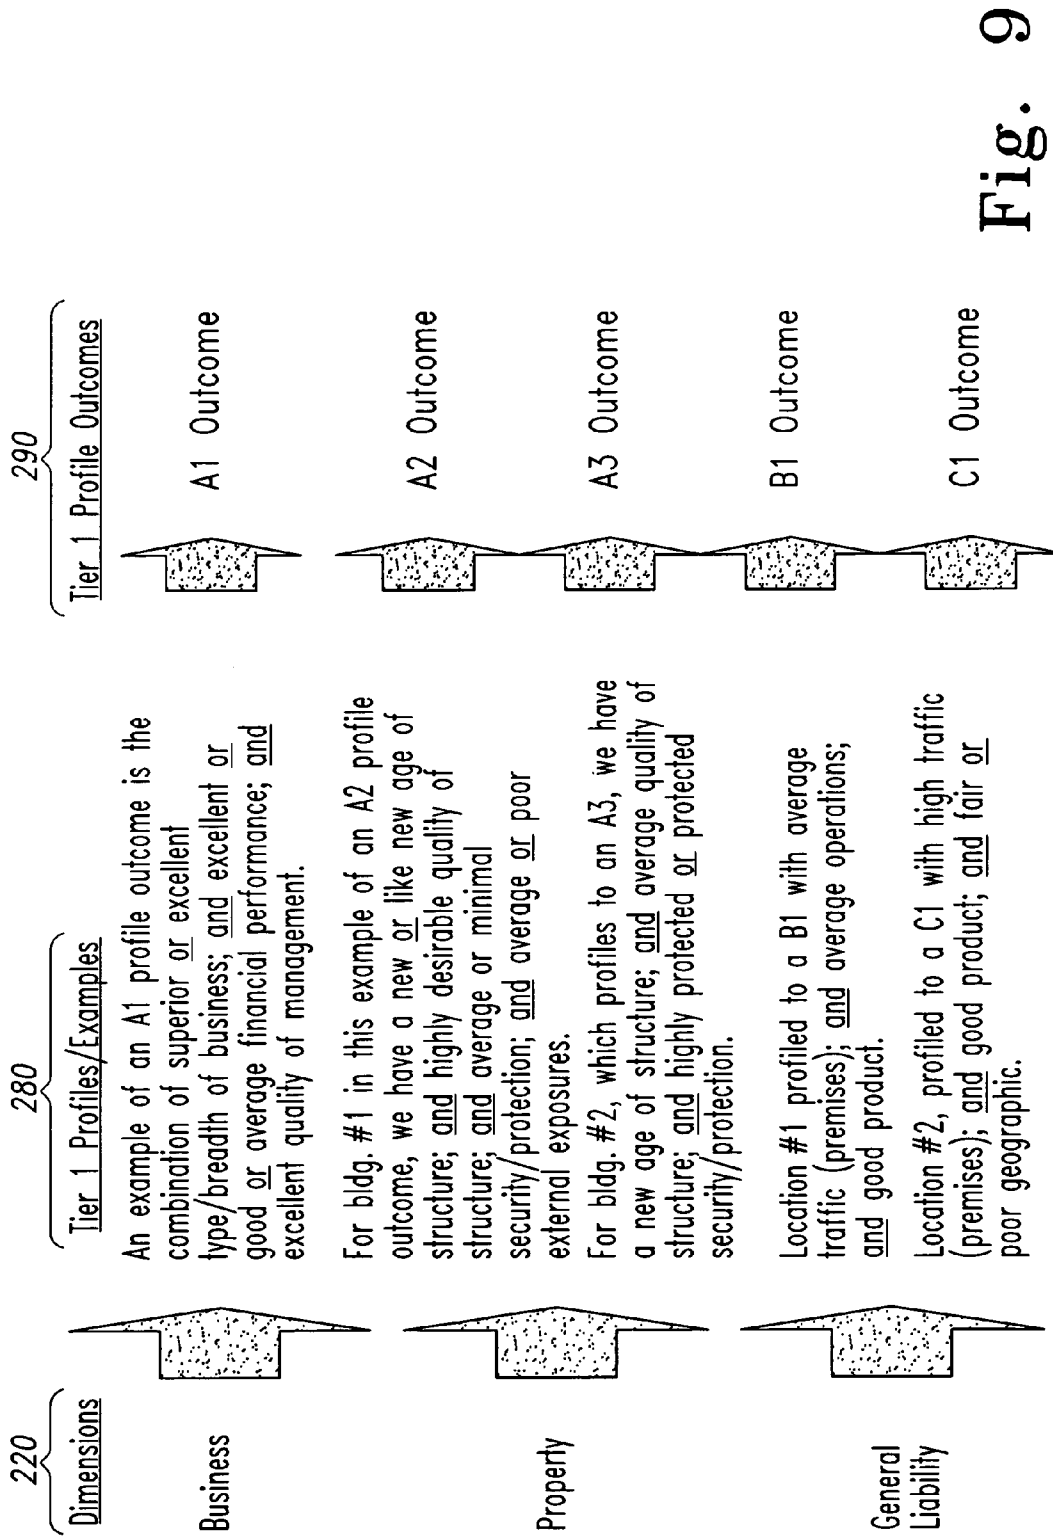 220
Dimensions
Business
Property
General
Liability
280
Tier 1 Profiles/Examples
An example of an A1 profile outcome is the
combination of superior or excellent
type/breadth of business; and excellent or
good or average financial performance; and
excellent quality of management.
For bldg. #1 in this example of an A2 profile
outcome, we have a new or like new age of
structure; and highly desirable quality of
structure; and average or minimal
security/protection; and average or poor
external exposures.
For bldg. #2, which profiles to an A3, we have
a new age of structure; and average quality of
structure; and highly protected or protected
security/protection.
Location #1 profiled to a B1 with average
traffic (premises); and average operations;
and good product.
Location #2, profiled to a C1 with high traffic
(premises); and good product; and fair or
poor geographic.
290
Tier 1 Profile Outcomes
A1 Outcome
A2 Outcome
A3 Outcome
B1 Outcome
C1 Outcome
Fig. 9